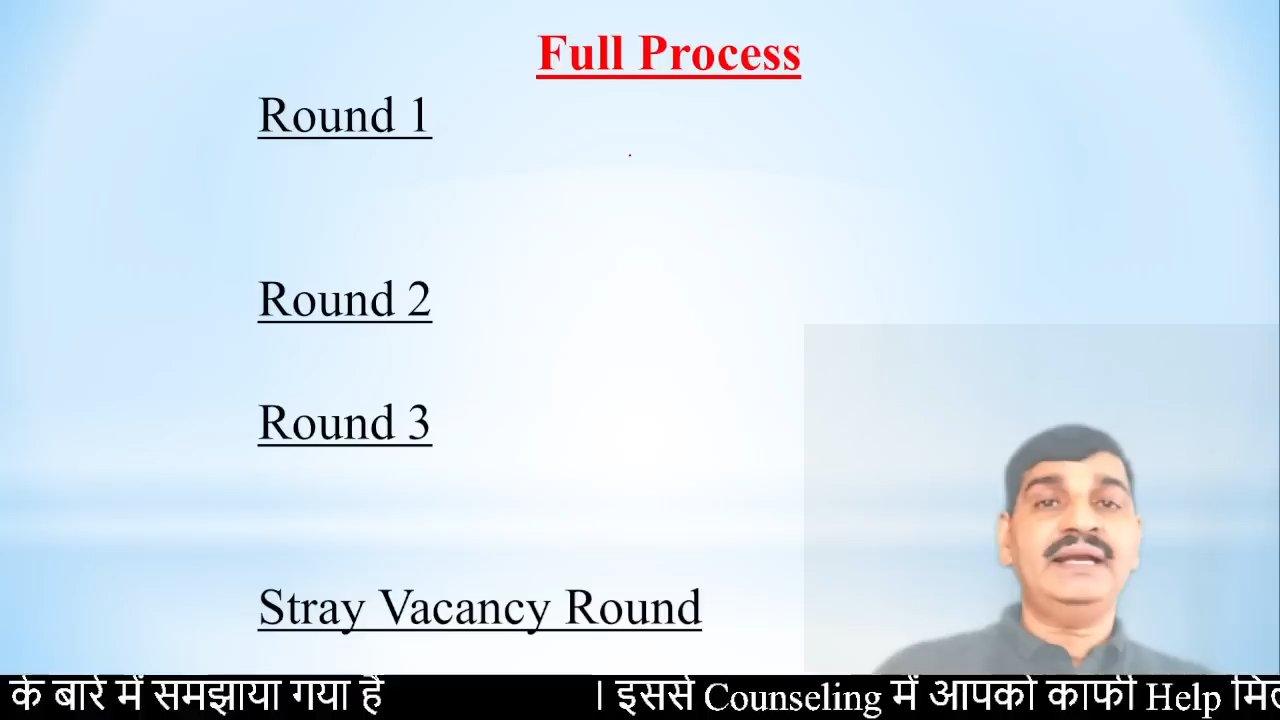 Full Process
Round 1
Round 2
Round 3
Stray Vacancy Round
के बारे में समझाया गया है । इससे Counseling में आपको काफी Help